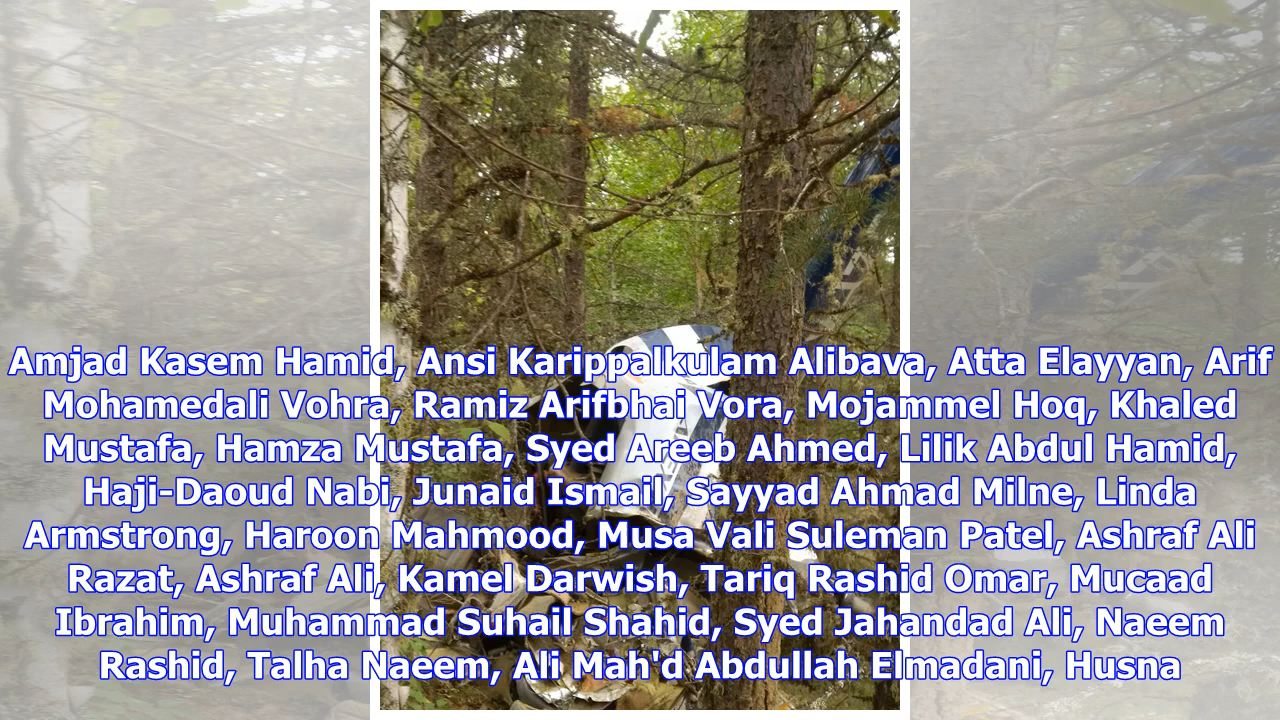 Amjad Kasem Hamid, Ansi Karippalkulam Alibava, Atta Elayyan, Arif
Mohamedali Vohra, Ramiz Arifbhai Vora, Mojammel Hoq, Khaled
Mustafa, Hamza Mustafa, Syed Areeb Ahmed, Lilik Abdul Hamid,
Haji-Daoud Nabi, Junaid Ismail, Sayyad Ahmad Milne, Linda
Armstrong, Haroon Mahmood, Musa Vali Suleman Patel, Ashraf Ali
Razat, Ashraf Ali, Kamel Darwish, Tariq Rashid Omar, Mucaad
Ibrahim, Muhammad Suhail Shahid, Syed Jahandad Ali, Naeem
Rashid, Talha Naeem, Ali Mah'd Abdullah Elmadani, Husna